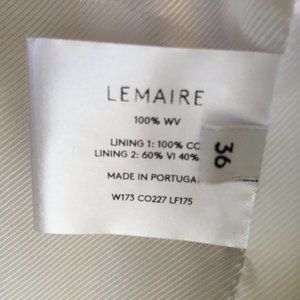 LEMAIRE
100% WV
LINING 1: 100% CO
LINING 2: 60% VI 40%
MADE IN PORTUGAL
W173 CO227 LF175
36